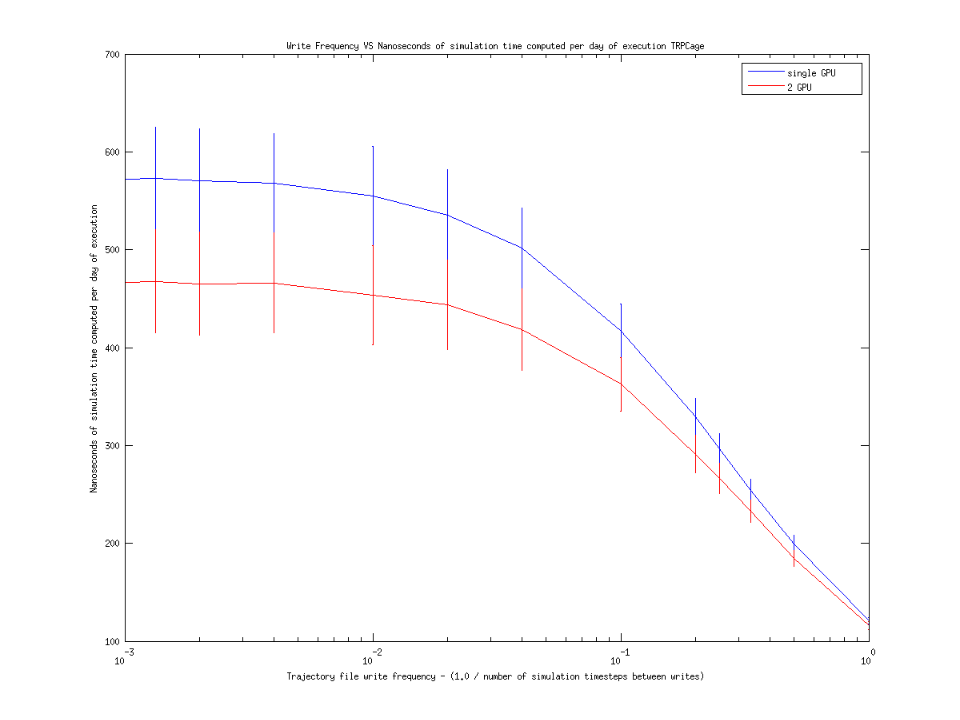 Write Frequency VS Nanoseconds of simulation time computed per day of execution TRPCage
single GPU
2 GPU
Nanoseconds of simulation time computed per day of execution
700
600
500
400
300
200
100
10^-3
10^-2
10^-1
10^0
Trajectory file write frequency - (1.0 / number of simulation timesteps between writes)